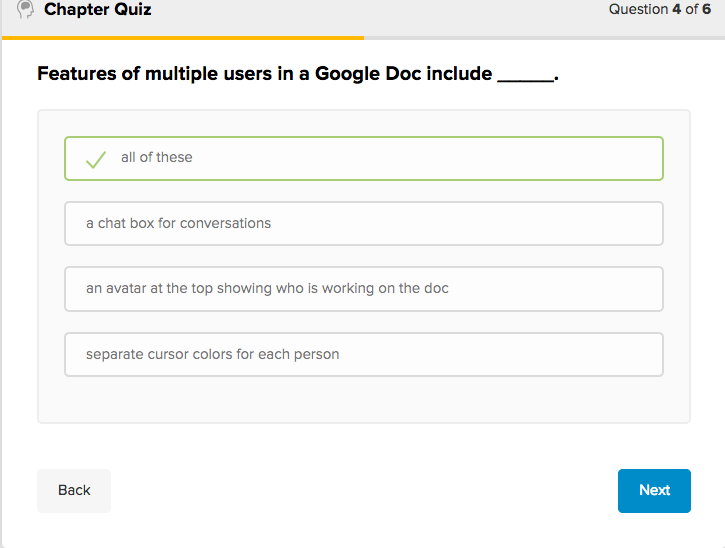 Chapter Quiz
Question 4 of 6
Features of multiple users in a Google Doc include ______.
all of these
a chat box for conversations
an avatar at the top showing who is working on the doc
separate cursor colors for each person
Back
Next